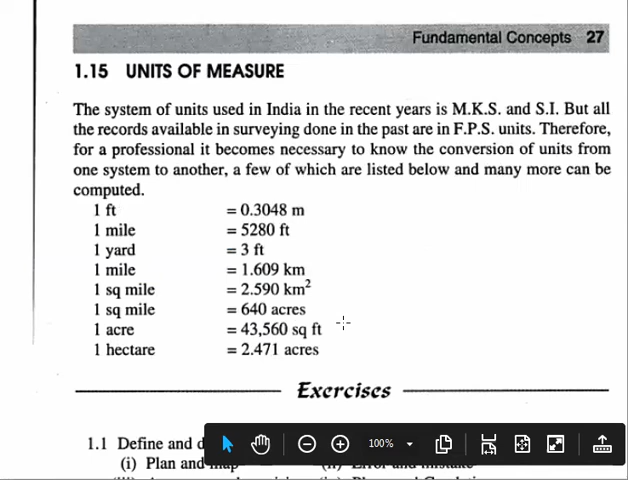 Fundamental Concepts 27
1.15 UNITS OF MEASURE
The system of units used in India in the recent years is M.K.S. and S.I. But all
the records available in surveying done in the past are in F.P.S. units. Therefore,
for a professional it becomes necessary to know the conversion of units from
one system to another, a few of which are listed below and many more can be
computed.
1 ft = 0.3048 m
1 mile = 5280 ft
1 yard = 3 ft
1 mile = 1.609 km
1 sq mile = 2.590 km²
1 sq mile = 640 acres
1 acre = 43,560 sq ft
1 hectare = 2.471 acres
Exercises
1.1 Define and d
100%
(i) Plan and map (ii) Error and mistake